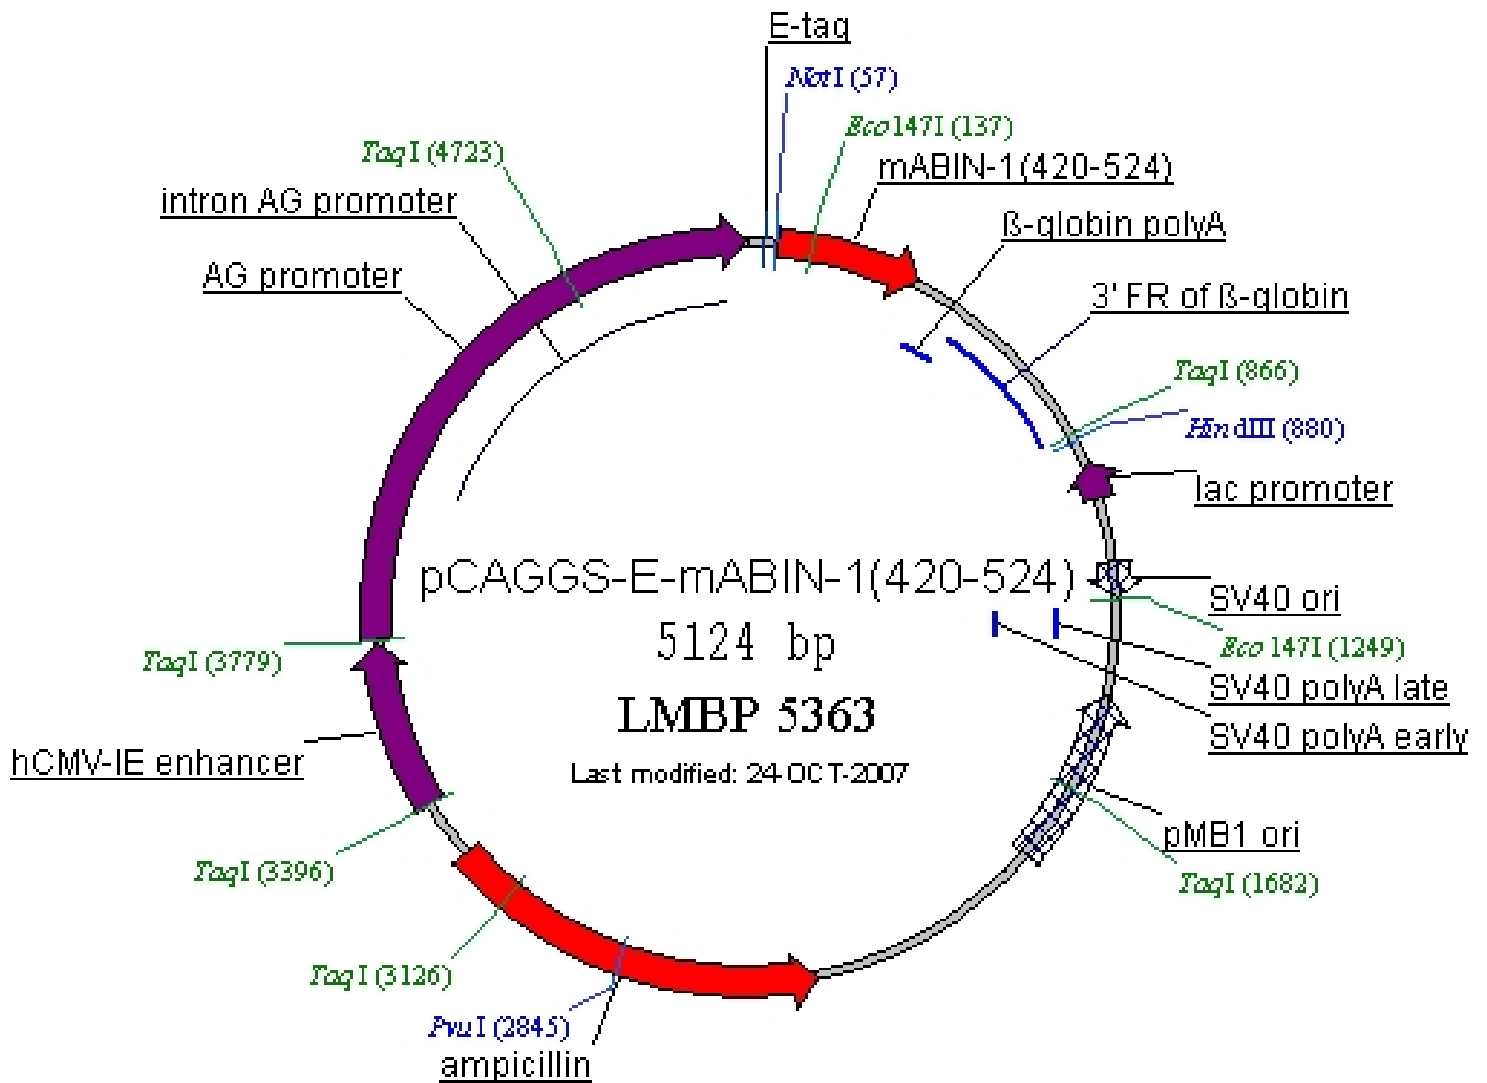 E-tag
NotI (57)
Eco147I (137)
mABIN-1(420-524)
TaqI (4723)
intron AG promoter
ß-globin polyA
AG promoter
3' FR of ß-globin
TaqI (866)
HindIII (880)
lac promoter
pCAGGS-E-mABIN-1(420-524)
5124 bp
LMBP 5363
Last modified: 24-OCT-2007
SV40 ori
Eco147I (1249)
TaqI (3779)
SV40 polyA late
SV40 polyA early
hCMV-IE enhancer
pMB1 ori
TaqI (3396)
TaqI (1682)
TaqI (3126)
PvuI (2845)
ampicillin